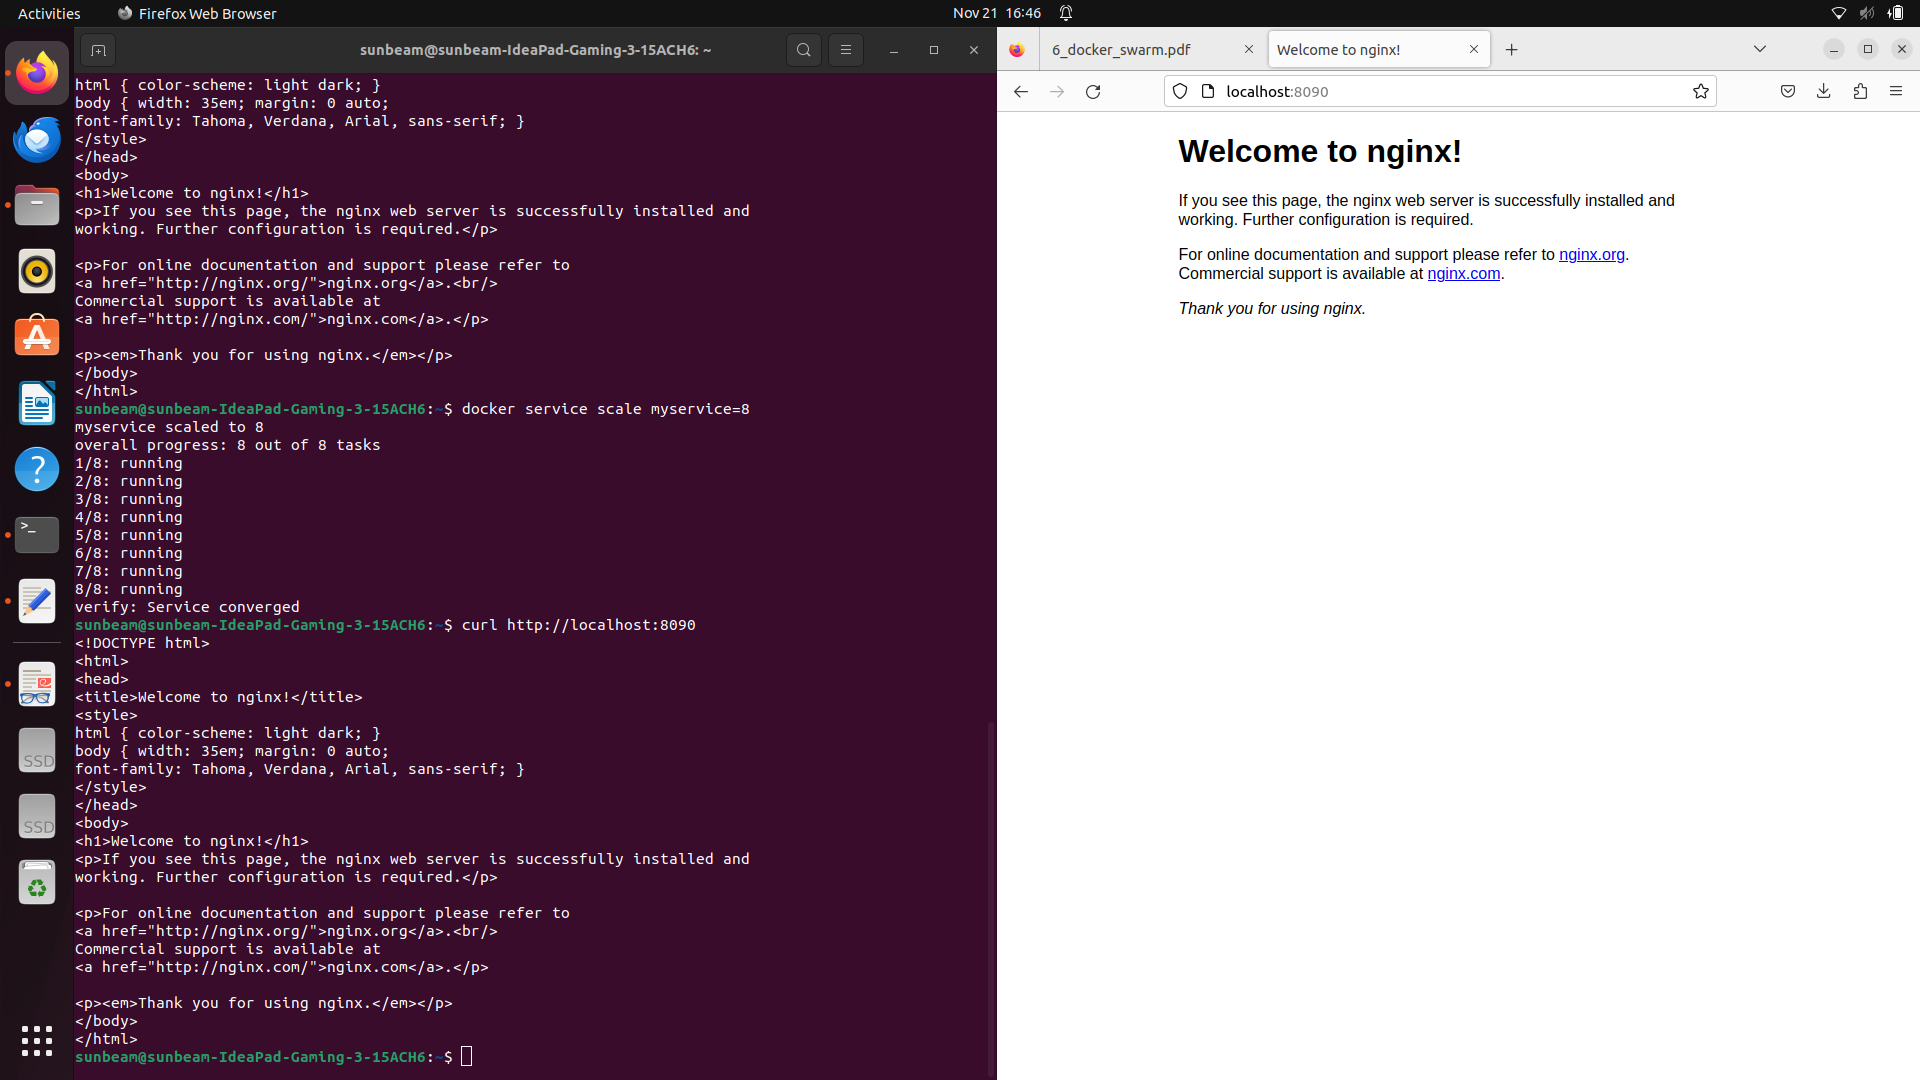 Activities
Firefox Web Browser
Nov 21 16:46
sunbeam@sunbeam-IdeaPad-Gaming-3-15ACH6: ~
html { color-scheme: light dark; }
body { width: 35em; margin: 0 auto;
font-family: Tahoma, Verdana, Arial, sans-serif; }
</style>
</head>
<body>
<h1>Welcome to nginx!</h1>
<p>If you see this page, the nginx web server is successfully installed and
working. Further configuration is required.</p>

<p>For online documentation and support please refer to
<a href="http://nginx.org/">nginx.org</a>.<br/>
Commercial support is available at
<a href="http://nginx.com/">nginx.com</a>.</p>

<p><em>Thank you for using nginx.</em></p>
</body>
</html>
sunbeam@sunbeam-IdeaPad-Gaming-3-15ACH6:~$ docker service scale myservice=8
myservice scaled to 8
overall progress: 8 out of 8 tasks
1/8: running
2/8: running
3/8: running
4/8: running
5/8: running
6/8: running
7/8: running
8/8: running
verify: Service converged
sunbeam@sunbeam-IdeaPad-Gaming-3-15ACH6:~$ curl http://localhost:8090
<!DOCTYPE html>
<html>
<head>
<title>Welcome to nginx!</title>
<style>
html { color-scheme: light dark; }
body { width: 35em; margin: 0 auto;
font-family: Tahoma, Verdana, Arial, sans-serif; }
</style>
</head>
<body>
<h1>Welcome to nginx!</h1>
<p>If you see this page, the nginx web server is successfully installed and
working. Further configuration is required.</p>

<p>For online documentation and support please refer to
<a href="http://nginx.org/">nginx.org</a>.<br/>
Commercial support is available at
<a href="http://nginx.com/">nginx.com</a>.</p>

<p><em>Thank you for using nginx.</em></p>
</body>
</html>
sunbeam@sunbeam-IdeaPad-Gaming-3-15ACH6:~$
SSD
SSD
6_docker_swarm.pdf
Welcome to nginx!
localhost:8090
Welcome to nginx!
If you see this page, the nginx web server is successfully installed and
working. Further configuration is required.
For online documentation and support please refer to nginx.org.
Commercial support is available at nginx.com.
Thank you for using nginx.